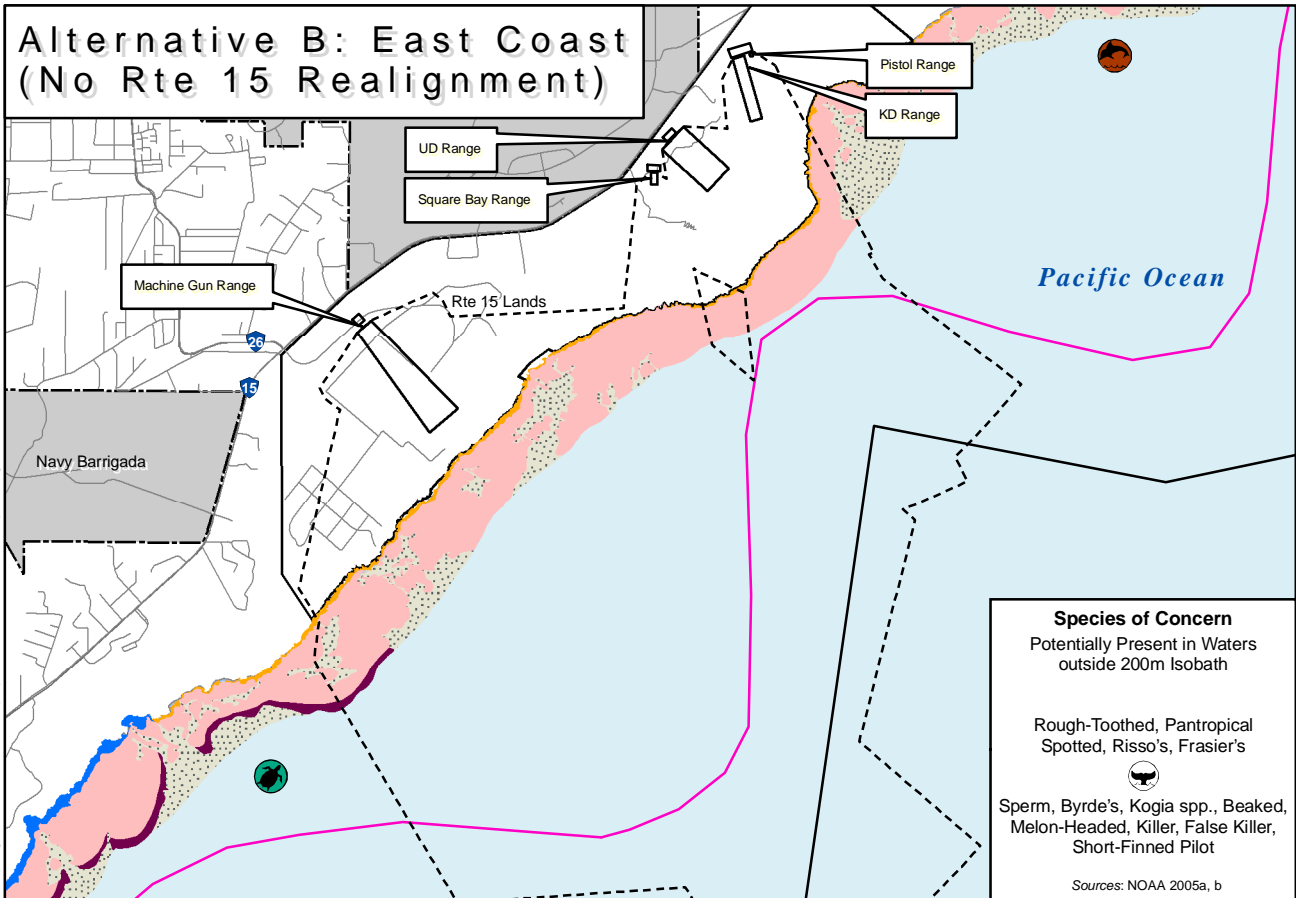 Alternative B: East Coast
(No Rte 15 Realignment)
Pistol Range
KD Range
UD Range
Square Bay Range
Pacific Ocean
Machine Gun Range
Rte 15 Lands
26
15
Navy Barrigada
Species of Concern
Potentially Present in Waters
outside 200m Isobath
Rough-Toothed, Pantropical
Spotted, Risso's, Frasier's
Sperm, Byrde's, Kogia spp., Beaked,
Melon-Headed, Killer, False Killer,
Short-Finned Pilot
Sources: NOAA 2005a, b